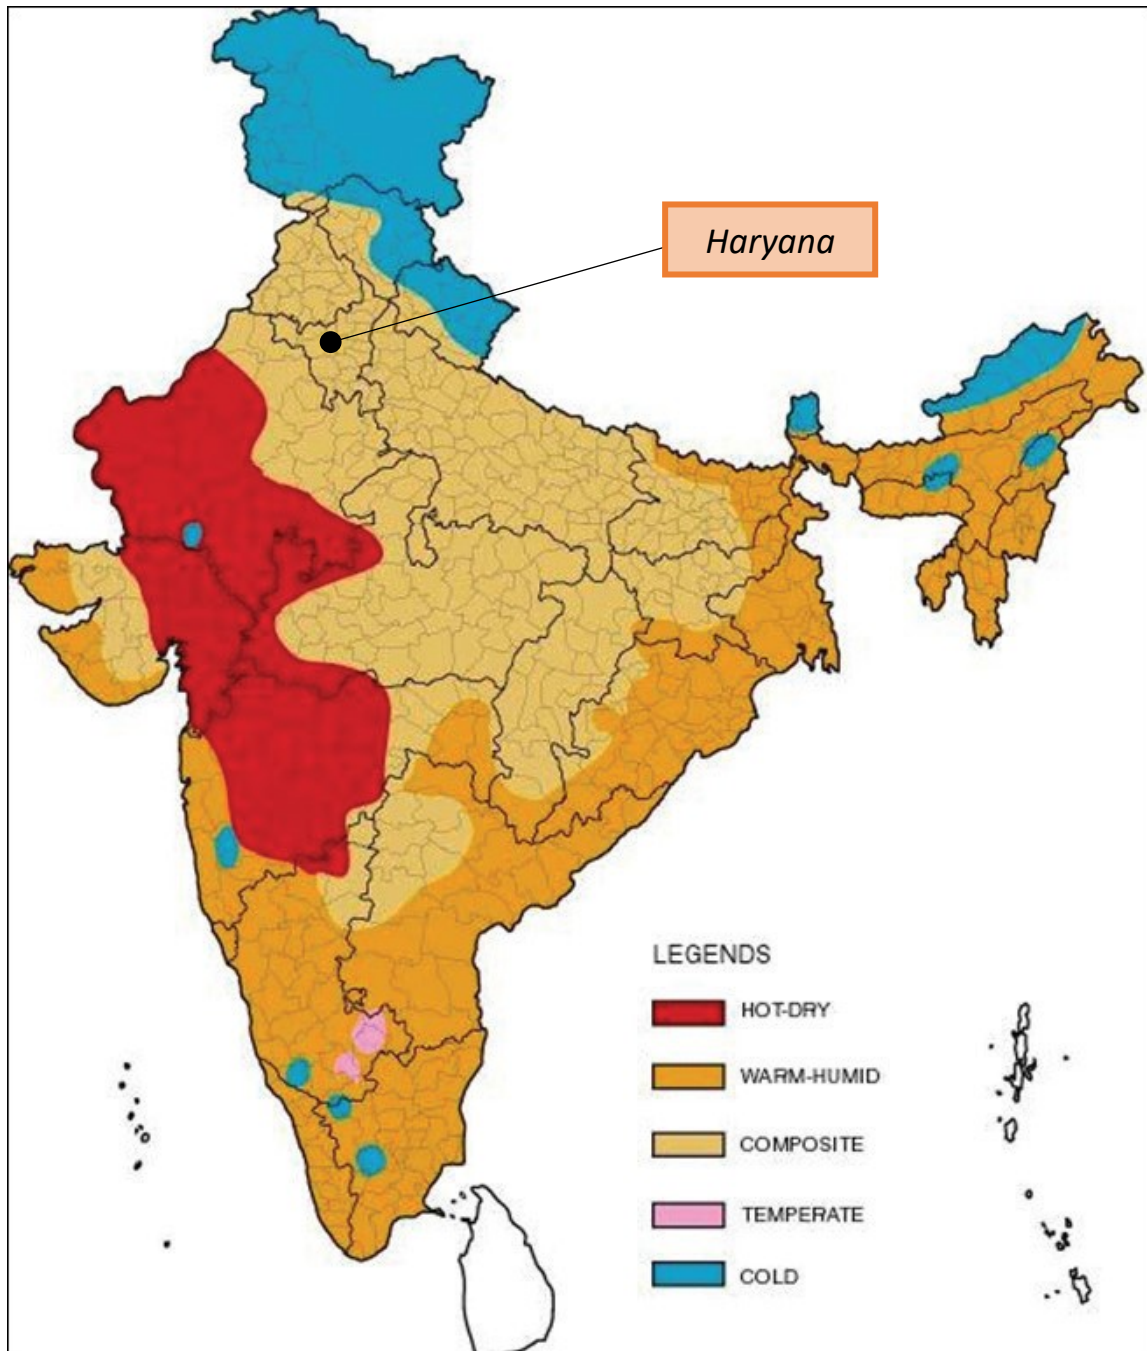 Haryana
LEGENDS
HOT-DRY
WARM-HUMID
COMPOSITE
TEMPERATE
COLD